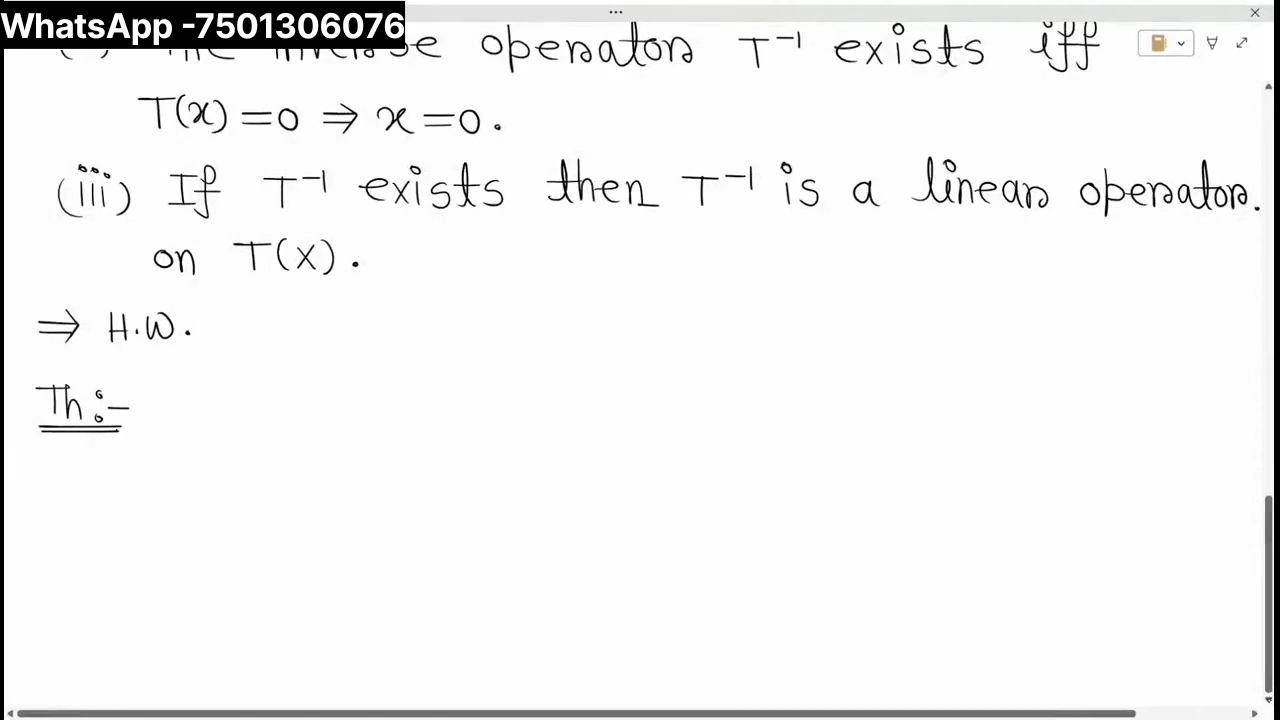 WhatsApp -7501306076
operator T⁻¹ exists iff
T(x) = 0 ⇒ x = 0.
(iii) If T⁻¹ exists then T⁻¹ is a linear operator.
on T(X).
⇒ H.W.
Th:-